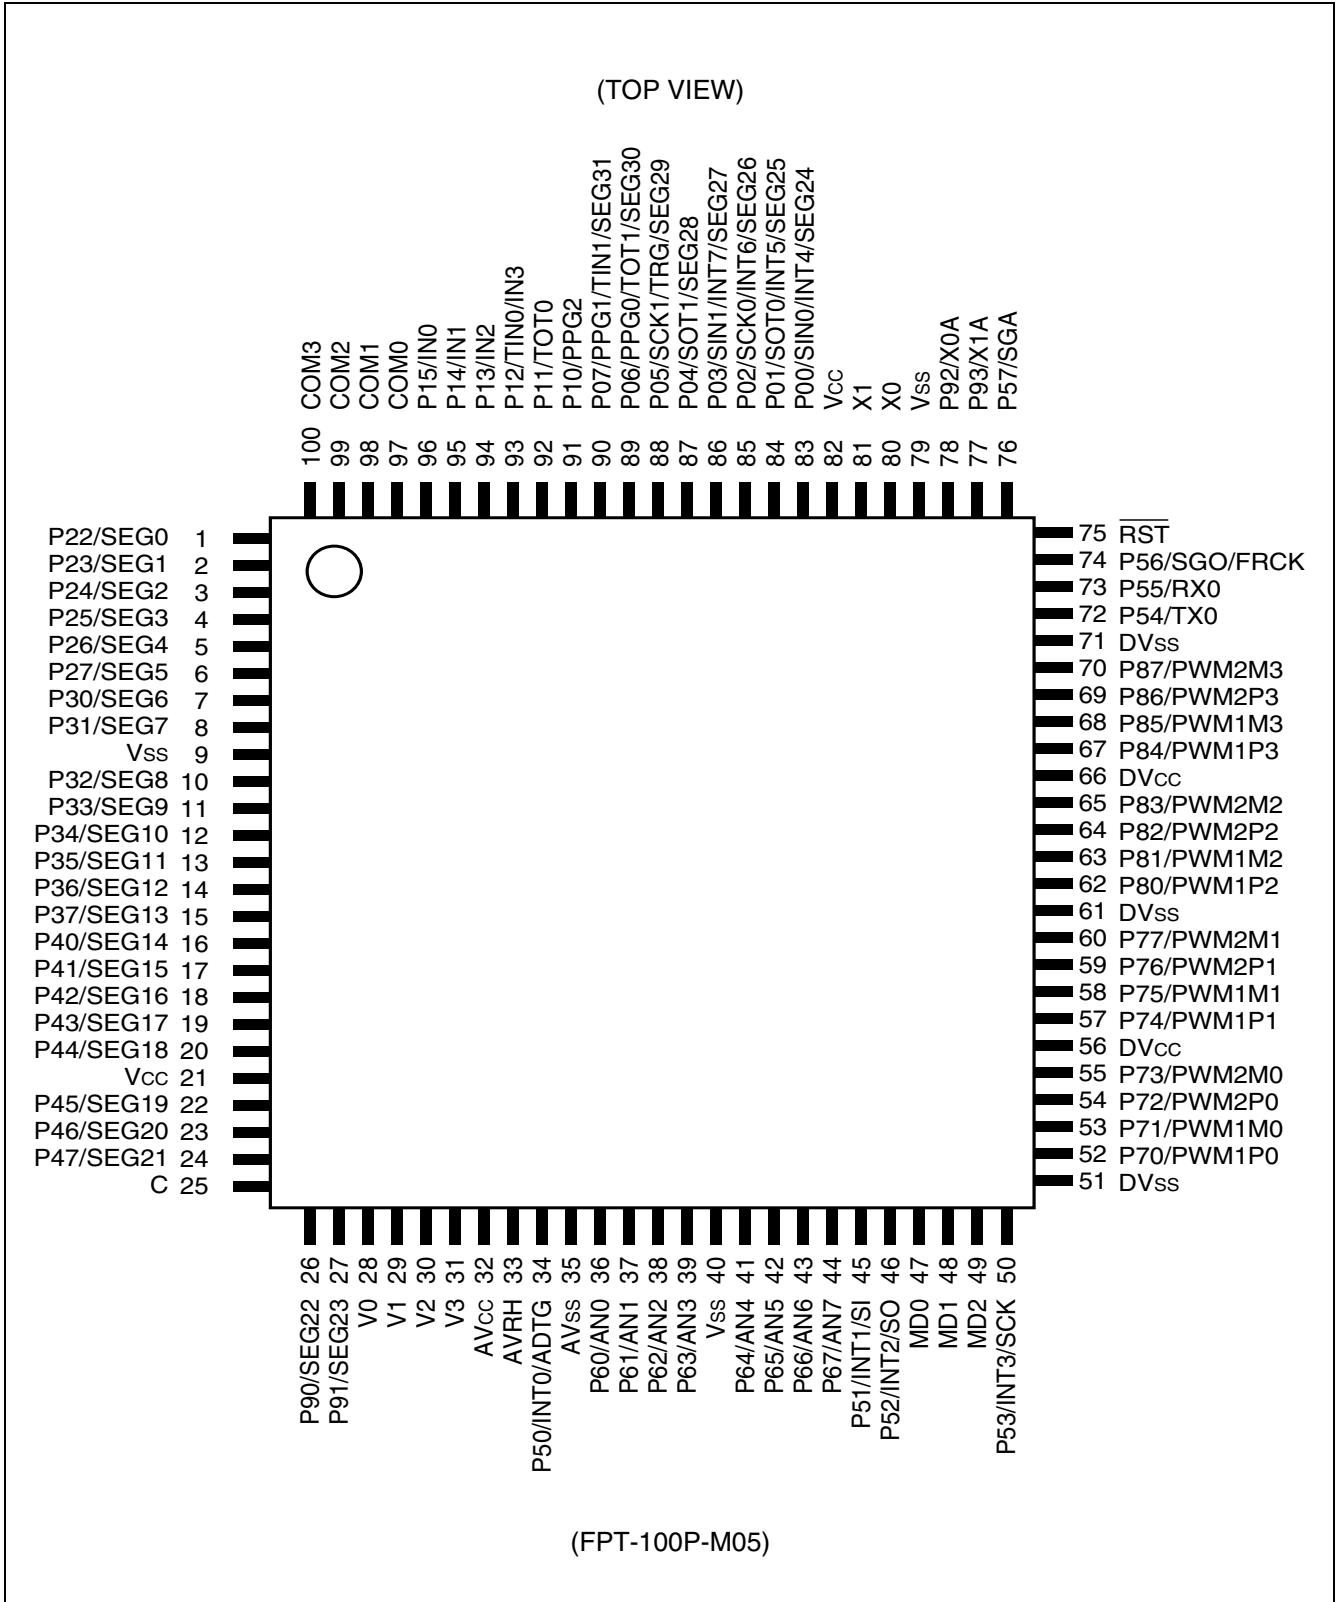 (TOP VIEW)
100 COM3
99 COM2
98 COM1
97 COM0
96 P15/IN0
95 P14/IN1
94 P13/IN2
93 P12/TIN0/IN3
92 P11/TOT0
91 P10/PPG2
90 P07/PPG1/TIN1/SEG31
89 P06/PPG0/TOT1/SEG30
88 P05/SCK1/TRG/SEG29
87 P04/SOT1/SEG28
86 P03/SIN1/INT7/SEG27
85 P02/SCK0/INT6/SEG26
84 P01/SOT0/INT5/SEG25
83 P00/SIN0/INT4/SEG24
82 Vcc
81 X1
80 X0
79 Vss
78 P92/X0A
77 P93/X1A
76 P57/SGA
P22/SEG0 1
P23/SEG1 2
P24/SEG2 3
P25/SEG3 4
P26/SEG4 5
P27/SEG5 6
P30/SEG6 7
P31/SEG7 8
Vss 9
P32/SEG8 10
P33/SEG9 11
P34/SEG10 12
P35/SEG11 13
P36/SEG12 14
P37/SEG13 15
P40/SEG14 16
P41/SEG15 17
P42/SEG16 18
P43/SEG17 19
P44/SEG18 20
Vcc 21
P45/SEG19 22
P46/SEG20 23
P47/SEG21 24
C 25
75 RST
74 P56/SGO/FRCK
73 P55/RX0
72 P54/TX0
71 DVss
70 P87/PWM2M3
69 P86/PWM2P3
68 P85/PWM1M3
67 P84/PWM1P3
66 DVcc
65 P83/PWM2M2
64 P82/PWM2P2
63 P81/PWM1M2
62 P80/PWM1P2
61 DVss
60 P77/PWM2M1
59 P76/PWM2P1
58 P75/PWM1M1
57 P74/PWM1P1
56 DVcc
55 P73/PWM2M0
54 P72/PWM2P0
53 P71/PWM1M0
52 P70/PWM1P0
51 DVss
P90/SEG22 26
P91/SEG23 27
V0 28
V1 29
V2 30
V3 31
AVcc 32
AVRH 33
P50/INT0/ADTG 34
AVss 35
P60/AN0 36
P61/AN1 37
P62/AN2 38
P63/AN3 39
Vss 40
P64/AN4 41
P65/AN5 42
P66/AN6 43
P67/AN7 44
P51/INT1/SI 45
P52/INT2/SO 46
MD0 47
MD1 48
MD2 49
P53/INT3/SCK 50
(FPT-100P-M05)